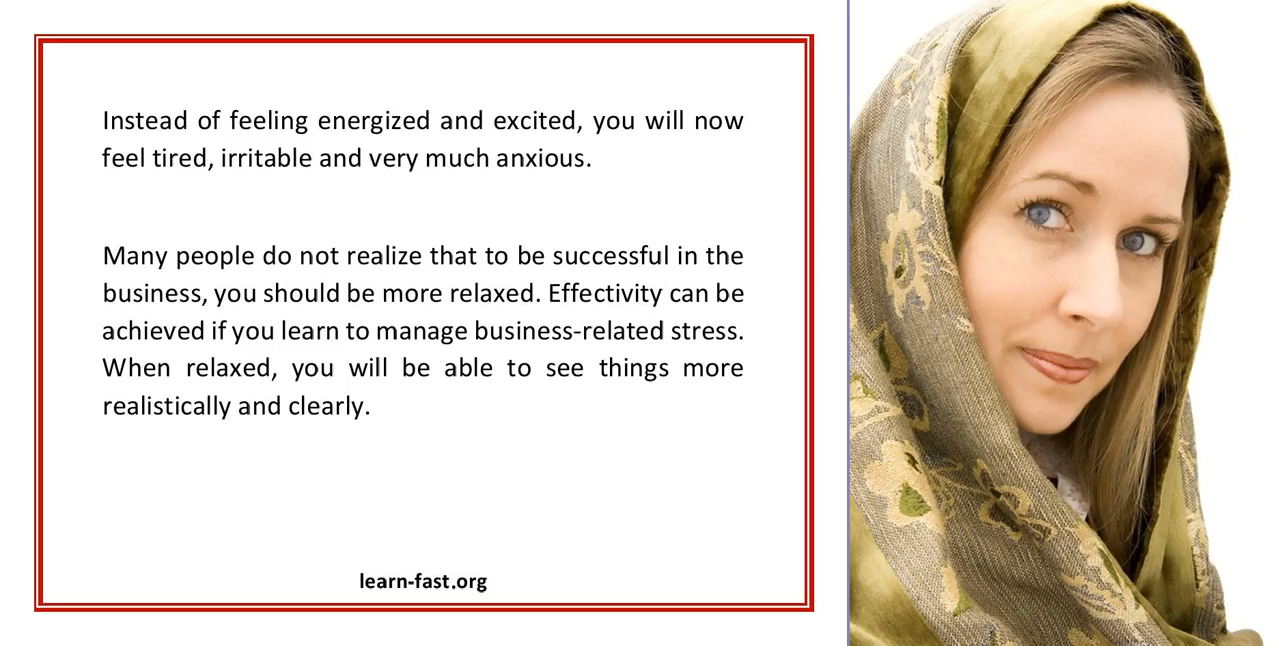 Instead of feeling energized and excited, you will now
feel tired, irritable and very much anxious.
Many people do not realize that to be successful in the
business, you should be more relaxed. Effectivity can be
achieved if you learn to manage business-related stress.
When relaxed, you will be able to see things more
realistically and clearly.
learn-fast.org